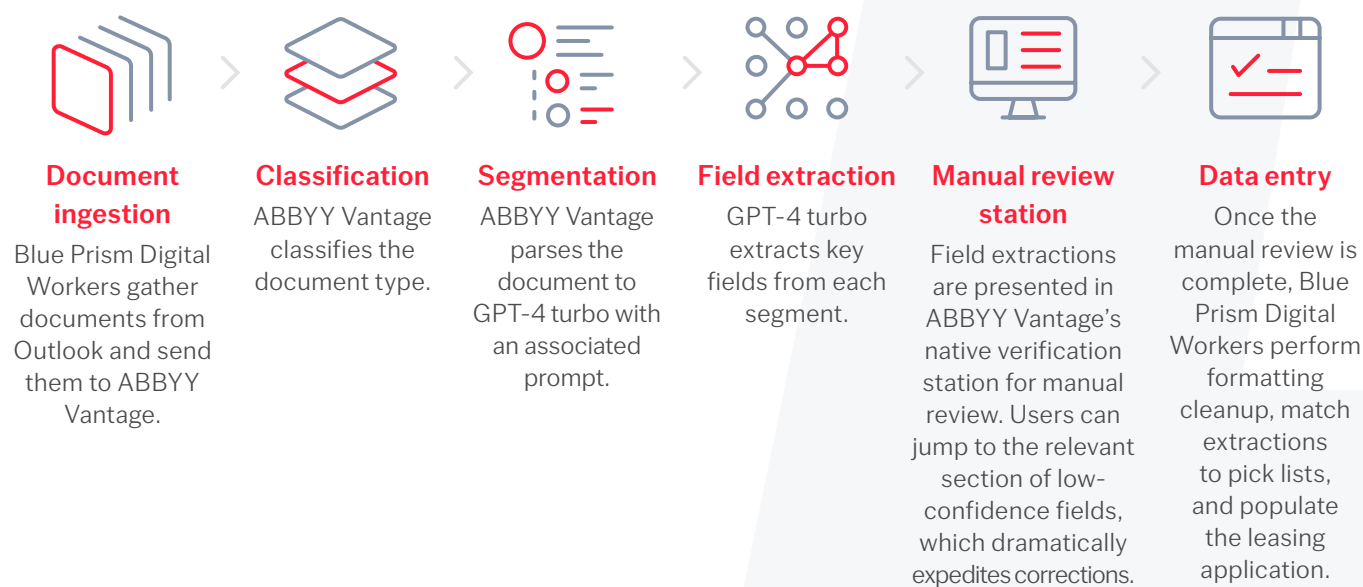 Document
ingestion
Blue Prism Digital
Workers gather
documents from
Outlook and send
them to ABBYY
Vantage.
Classification
ABBYY Vantage
classifies the
document type.
Segmentation
ABBYY Vantage
parses the
document to
GPT-4 turbo with
an associated
prompt.
Field extraction
GPT-4 turbo
extracts key
fields from each
segment.
Manual review
station
Field extractions
are presented in
ABBYY Vantage’s
native verification
station for manual
review. Users can
jump to the relevant
section of low-
confidence fields,
which dramatically
expedites corrections.
Data entry
Once the
manual review is
complete, Blue
Prism Digital
Workers perform
formatting
cleanup, match
extractions
to pick lists,
and populate
the leasing
application.